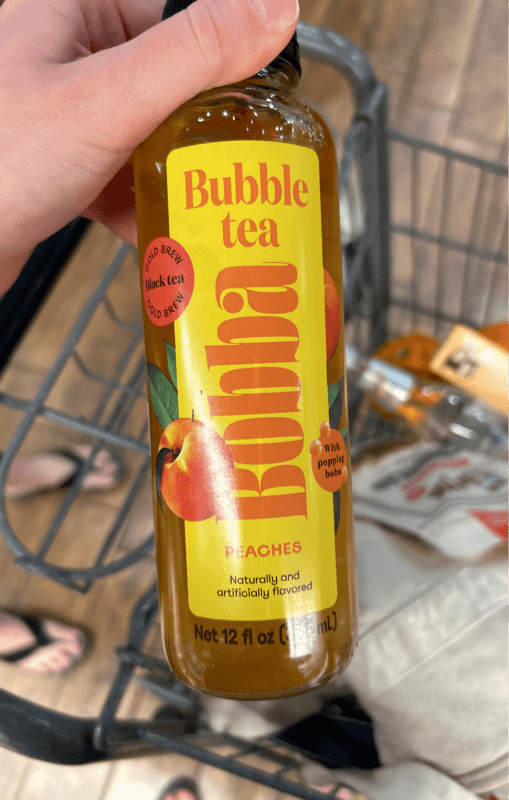 Bubble
tea
COLD BREW
Black tea
COLD BREW
Bobba
With
popping
boba
PEACHES
Naturally and
artificially flavored
Net 12 fl oz ( mL)